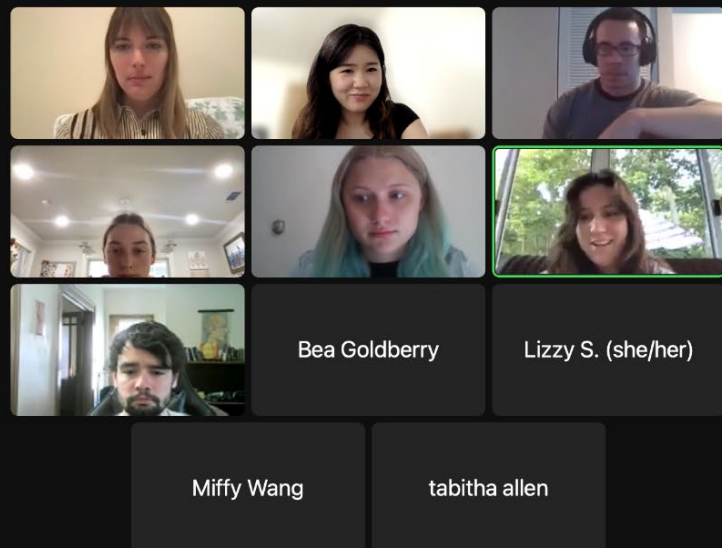 Bea Goldberry
Lizzy S. (she/her)
Miffy Wang
tabitha allen